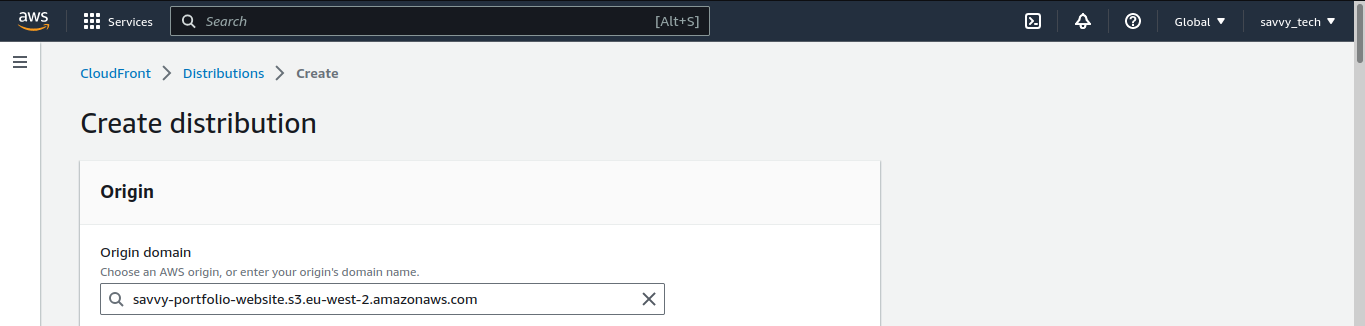 aws Services Search [Alt+S] Global savvy_tech
CloudFront Distributions Create
Create distribution
Origin
Origin domain
Choose an AWS origin, or enter your origin's domain name.
savvy-portfolio-website.s3.eu-west-2.amazonaws.com